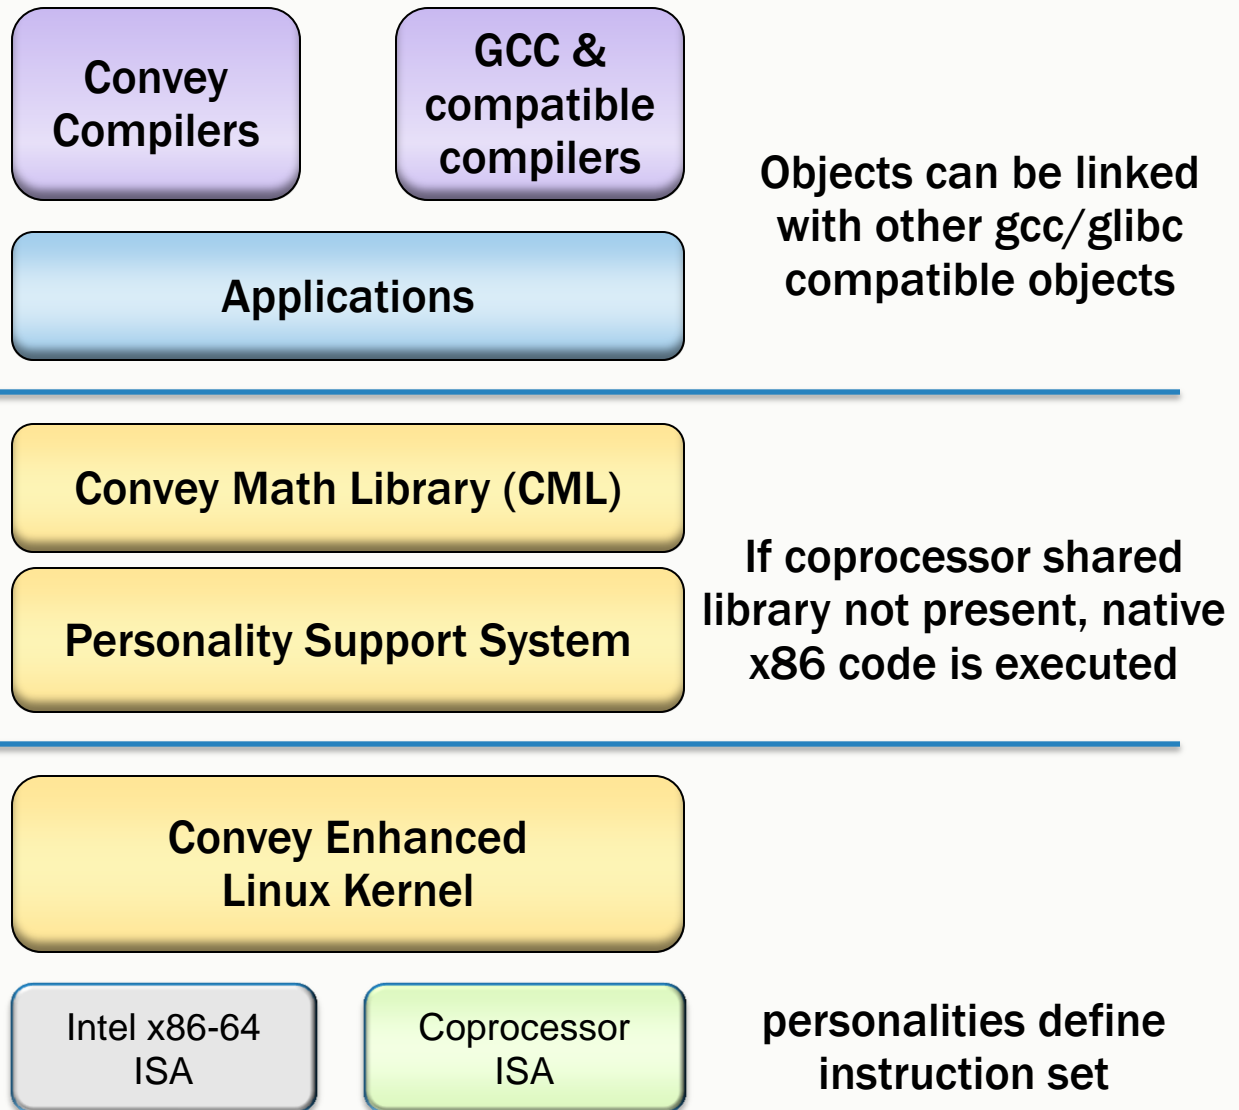 Convey
Compilers
GCC &
compatible
compilers
Objects can be linked
with other gcc/glibc
compatible objects
Applications
Convey Math Library (CML)
Personality Support System
If coprocessor shared
library not present, native
x86 code is executed
Convey Enhanced
Linux Kernel
Intel x86-64
ISA
Coprocessor
ISA
personalities define
instruction set